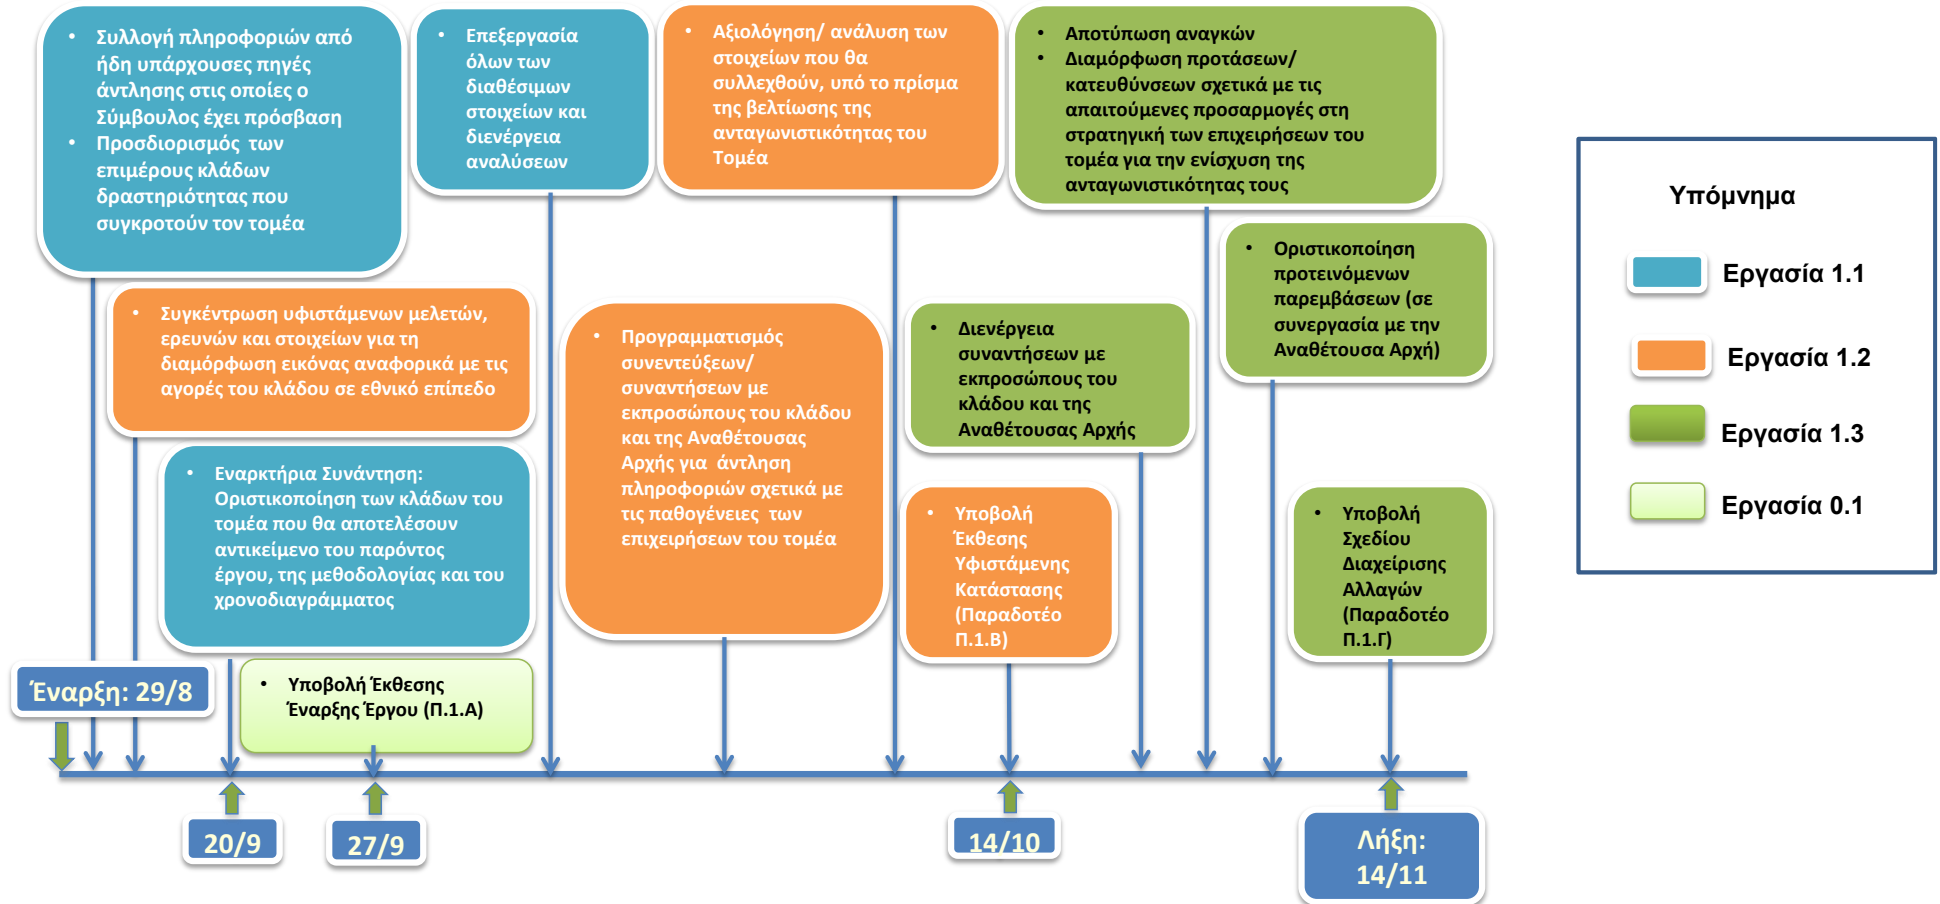 • Συλλογή πληροφοριών από
ήδη υπάρχουσες πηγές
άντλησης στις οποίες ο
Σύμβουλος έχει πρόσβαση
• Προσδιορισμός των
επιμέρους κλάδων
δραστηριότητας που
συγκροτούν τον τομέα
• Επεξεργασία
όλων των
διαθέσιμων
στοιχείων και
διενέργεια
αναλύσεων
• Αξιολόγηση/ ανάλυση των
στοιχείων που θα
συλλεχθούν, υπό το πρίσμα
της βελτίωσης της
ανταγωνιστικότητας του
Τομέα
• Αποτύπωση αναγκών
• Διαμόρφωση προτάσεων/
κατευθύνσεων σχετικά με τις
απαιτούμενες προσαρμογές στη
στρατηγική των επιχειρήσεων του
τομέα για την ενίσχυση της
ανταγωνιστικότητας τους
• Συγκέντρωση υφιστάμενων μελετών,
ερευνών και στοιχείων για τη
διαμόρφωση εικόνας αναφορικά με τις
αγορές του κλάδου σε εθνικό επίπεδο
• Προγραμματισμός
συνεντεύξεων/
συναντήσεων με
εκπροσώπους του κλάδου
και της Αναθέτουσας
Αρχής για άντληση
πληροφοριών σχετικά με
τις παθογένειες των
επιχειρήσεων του τομέα
• Διενέργεια
συναντήσεων με
εκπροσώπους του
κλάδου και της
Αναθέτουσας Αρχής
• Οριστικοποίηση
προτεινόμενων
παρεμβάσεων (σε
συνεργασία με την
Αναθέτουσα Αρχή)
• Εναρκτήρια Συνάντηση:
Οριστικοποίηση των κλάδων του
τομέα που θα αποτελέσουν
αντικείμενο του παρόντος
έργου, της μεθοδολογίας και του
χρονοδιαγράμματος
• Υποβολή
Έκθεσης
Υφιστάμενης
Κατάστασης
(Παραδοτέο
Π.1.Β)
• Υποβολή
Σχεδίου
Διαχείρισης
Αλλαγών
(Παραδοτέο
Π.1.Γ)
Έναρξη: 29/8
• Υποβολή Έκθεσης
Έναρξης Έργου (Π.1.Α)
20/9
27/9
14/10
Λήξη:
14/11
Υπόμνημα
Εργασία 1.1
Εργασία 1.2
Εργασία 1.3
Εργασία 0.1